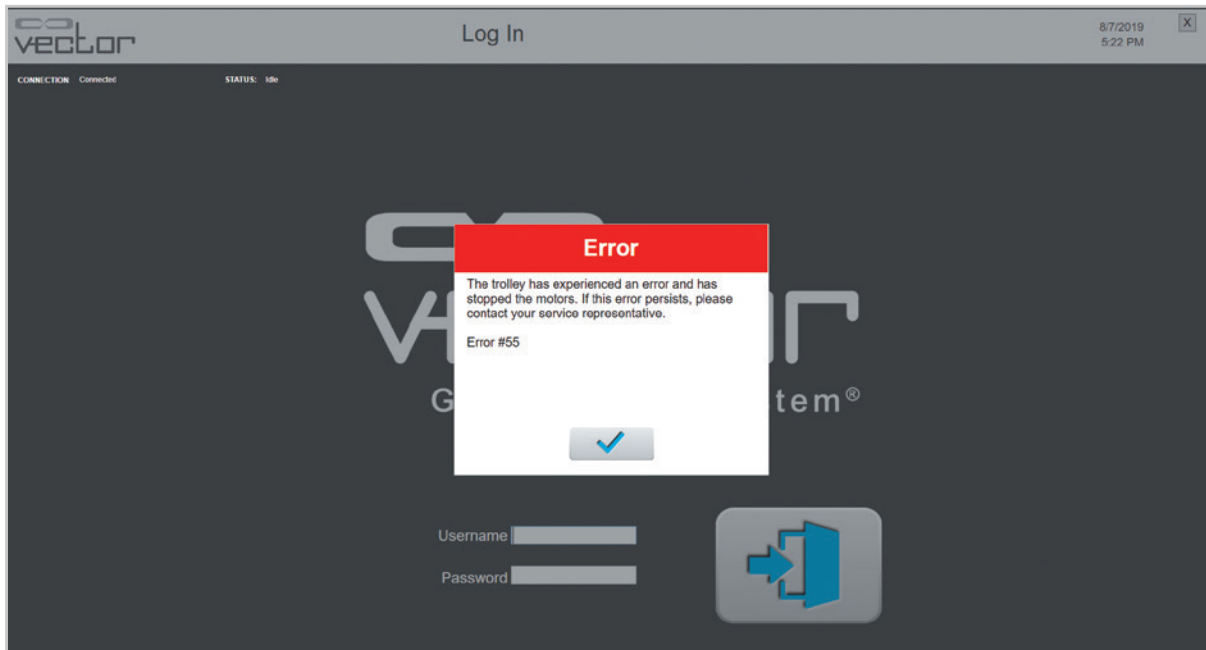 vector
Log In
8/7/2019
5:22 PM
X
CONNECTION Connected
STATUS: Idle
Error
The trolley has experienced an error and has
stopped the motors. If this error persists, please
contact your service representative.
Error #55
Username
Password